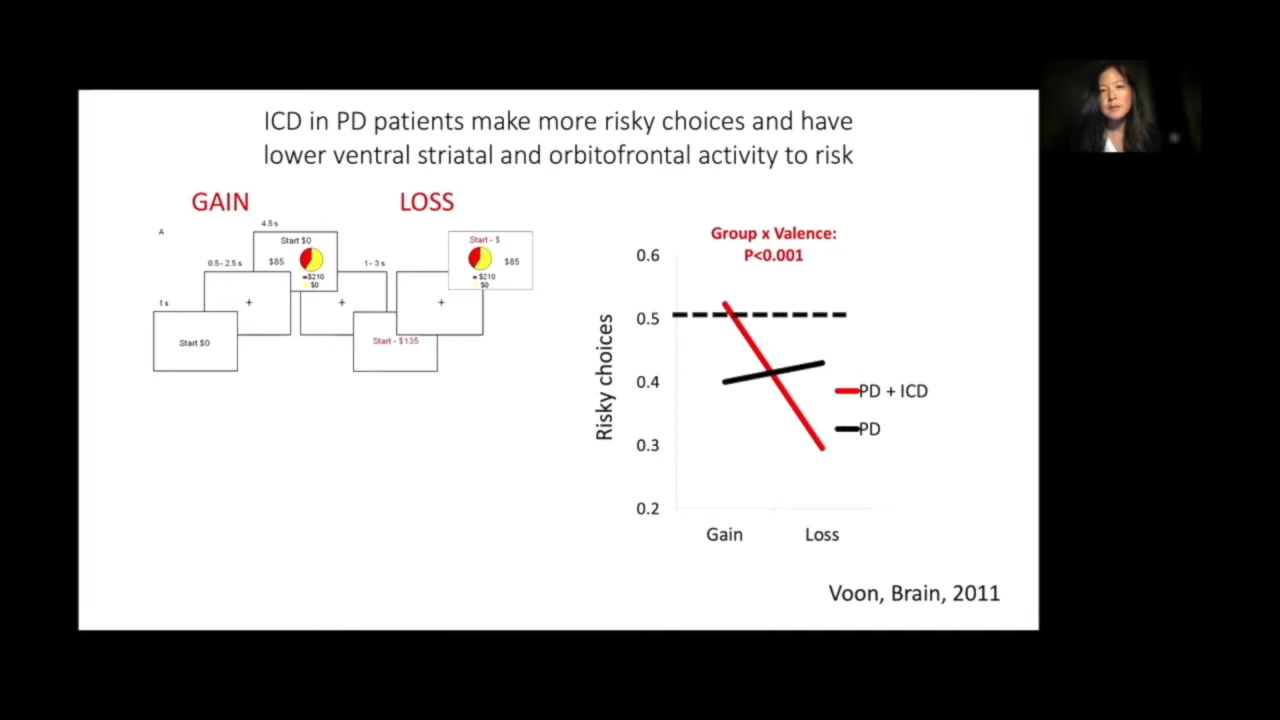 ICD in PD patients make more risky choices and have
lower ventral striatal and orbitofrontal activity to risk
GAIN
LOSS
A
4.5 s
Start $0
$85
$210
$0
0.5- 2.5 s
+
1 s
Start $0
1- 3 s
+
Start - $135
+
Start - $
$85
$210
$0
Group x Valence:
P<0.001
Risky choices
0.6
0.5
0.4
0.3
0.2
Gain
Loss
PD + ICD
PD
Voon, Brain, 2011